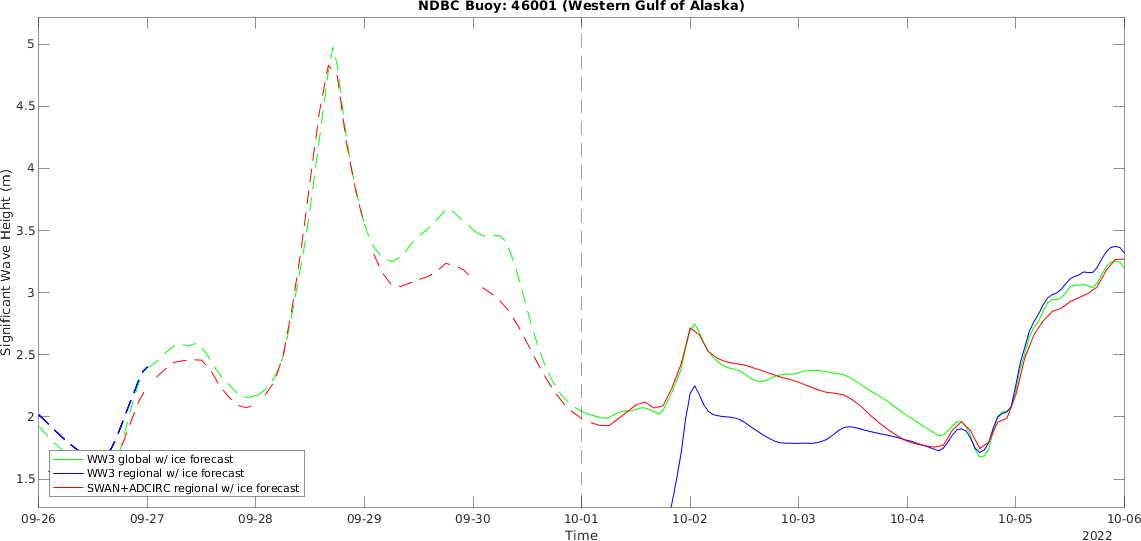 NDBC Buoy: 46001 (Western Gulf of Alaska)
Significant Wave Height (m)
5
4.5
4
3.5
3
2.5
2
1.5
WW3 global w/ ice forecast
WW3 regional w/ ice forecast
SWAN+ADCIRC regional w/ ice forecast
09-26 09-27 09-28 09-29 09-30 10-01 10-02 10-03 10-04 10-05 10-06
Time
2022